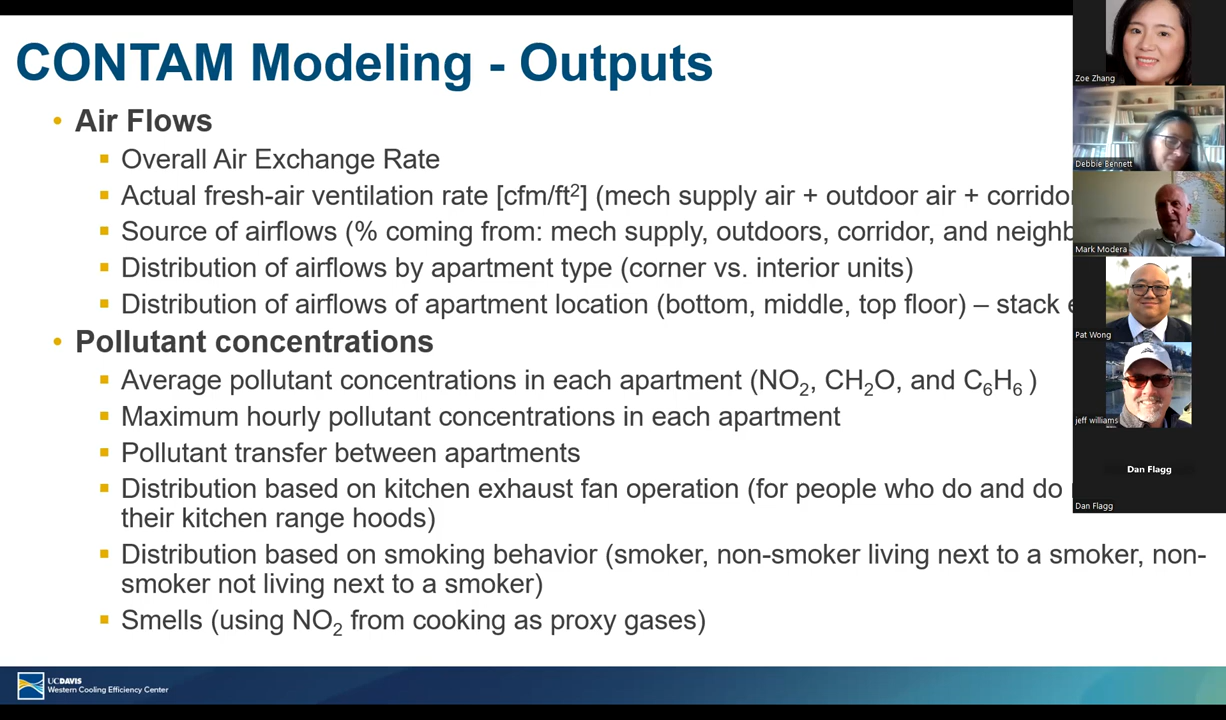 CONTAM Modeling - Outputs
• Air Flows
▪ Overall Air Exchange Rate
▪ Actual fresh-air ventilation rate [cfm/ft²] (mech supply air + outdoor air +
▪ Source of airflows (% coming from: mech supply, outdoors, corridor, and
▪ Distribution of airflows by apartment type (corner vs. interior units)
▪ Distribution of airflows of apartment location (bottom, middle, top floor) – stack
• Pollutant concentrations
▪ Average pollutant concentrations in each apartment (NO₂, CH₂O, and C₆H₆ )
▪ Maximum hourly pollutant concentrations in each apartment
▪ Pollutant transfer between apartments
▪ Distribution based on kitchen exhaust fan operation (for people who do and do
their kitchen range hoods)
▪ Distribution based on smoking behavior (smoker, non-smoker living next to a smoker, non-
smoker not living next to a smoker)
▪ Smells (using NO₂ from cooking as proxy gases)
UCDAVIS
Western Cooling Efficiency Center
Zoe Zhang
Debbie Bennett
Mark Modera
Pat Wong
jeff williams
Dan Flagg
Dan Flagg